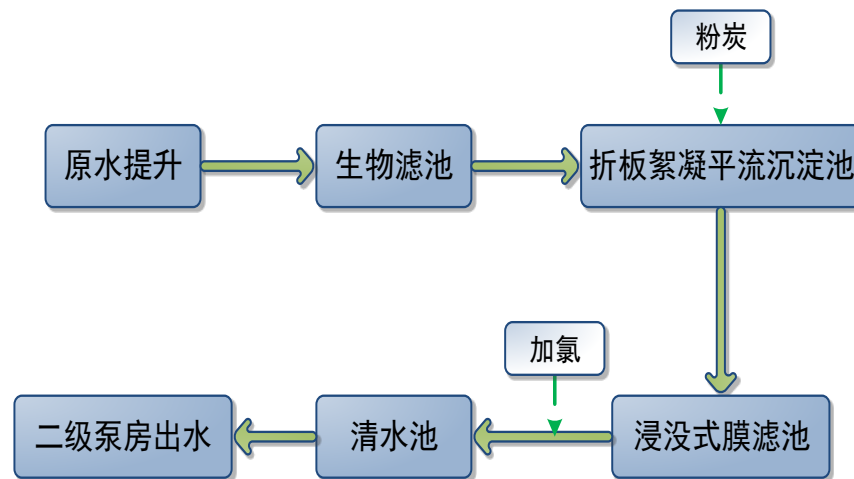 粉炭
原水提升
生物滤池
折板絮凝平流沉淀池
加氯
二级泵房出水
清水池
浸没式膜滤池